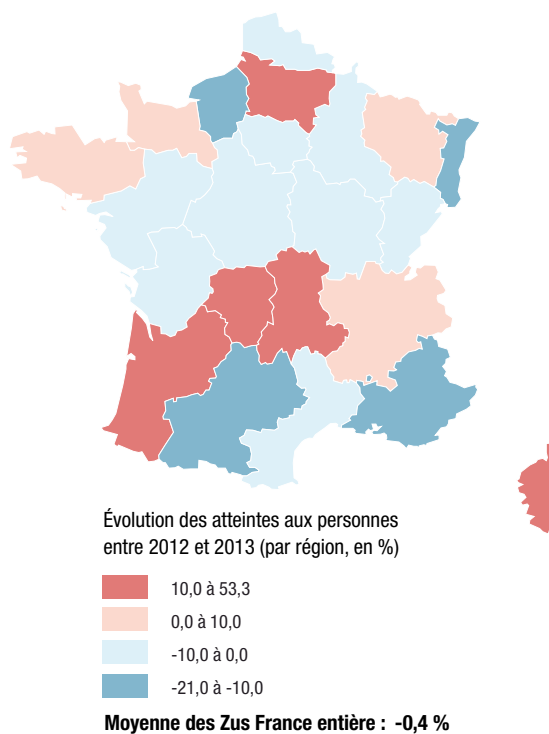 Évolution des atteintes aux personnes
entre 2012 et 2013 (par région, en %)
10,0 à 53,3
0,0 à 10,0
-10,0 à 0,0
-21,0 à -10,0
Moyenne des Zus France entière : -0,4 %